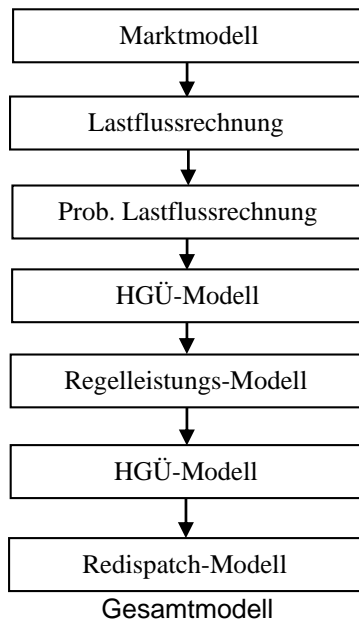 Marktmodell
Lastflussrechnung
Prob. Lastflussrechnung
HGÜ-Modell
Regelleistungs-Modell
HGÜ-Modell
Redispatch-Modell
Gesamtmodell